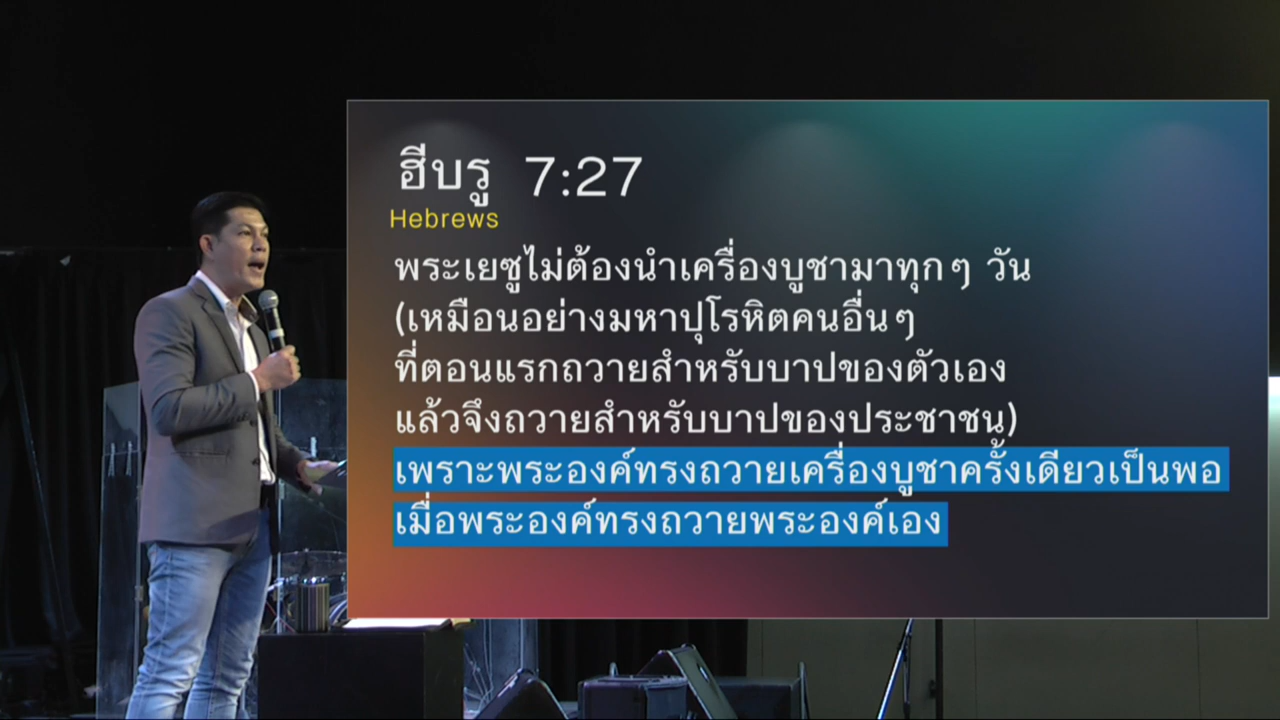 ฮีบรู 7:27
Hebrews
พระเยซูไม่ต้องนำเครื่องบูชามาทุกๆ วัน
(เหมือนอย่างมหาปุโรหิตคนอื่นๆ
ที่ตอนแรกถวายสำหรับบาปของตัวเอง
แล้วจึงถวายสำหรับบาปของประชาชน)
เพราะพระองค์ทรงถวายเครื่องบูชาครั้งเดียวเป็นพอ
เมื่อพระองค์ทรงถวายพระองค์เอง